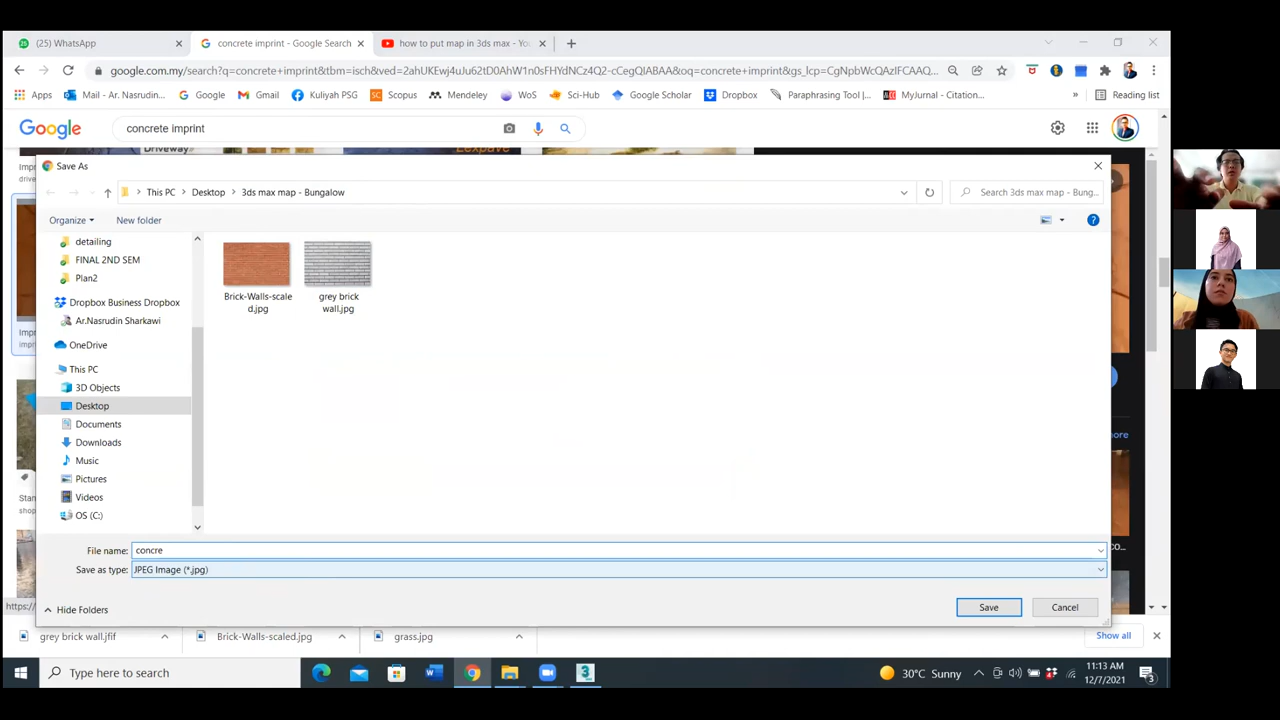 (25) WhatsApp
concrete imprint - Google Search
how to put map in 3ds max - Yo
google.com.my/search?q=concrete+imprint&tbm=isch&ved=2ahUKEwj4uJu62tD0AhW1n0sFHYdNCz4Q2-cCegQIABAA&oq=concrete+imprint&gs_lcp=CgNpbWcQAzIFCAAQ...
Apps
Mail - Ar. Nasrudin...
Google
Gmail
Kuliyah PSG
Scopus
Mendeley
WoS
Sci-Hub
Google Scholar
Dropbox
Paraphrasing Tool |...
MyJurnal - Citation...
»
Reading list
Google
concrete imprint
Driveway
Save As
This PC
Desktop
3ds max map - Bungalow
Search 3ds max map - Bung...
Organize
New folder
detailing
FINAL 2ND SEM
Plan2
Dropbox Business Dropbox
Ar.Nasrudin Sharkawi
OneDrive
This PC
3D Objects
Desktop
Documents
Downloads
Music
Pictures
Videos
OS (C:)
Brick-Walls-scale
d.jpg
grey brick
wall.jpg
File name:
concre
Save as type:
JPEG Image (*.jpg)
Hide Folders
Save
Cancel
https:/
grey brick wall.jfif
Brick-Walls-scaled.jpg
grass.jpg
Show all
Type here to search
30°C Sunny
11:13 AM
12/7/2021
3